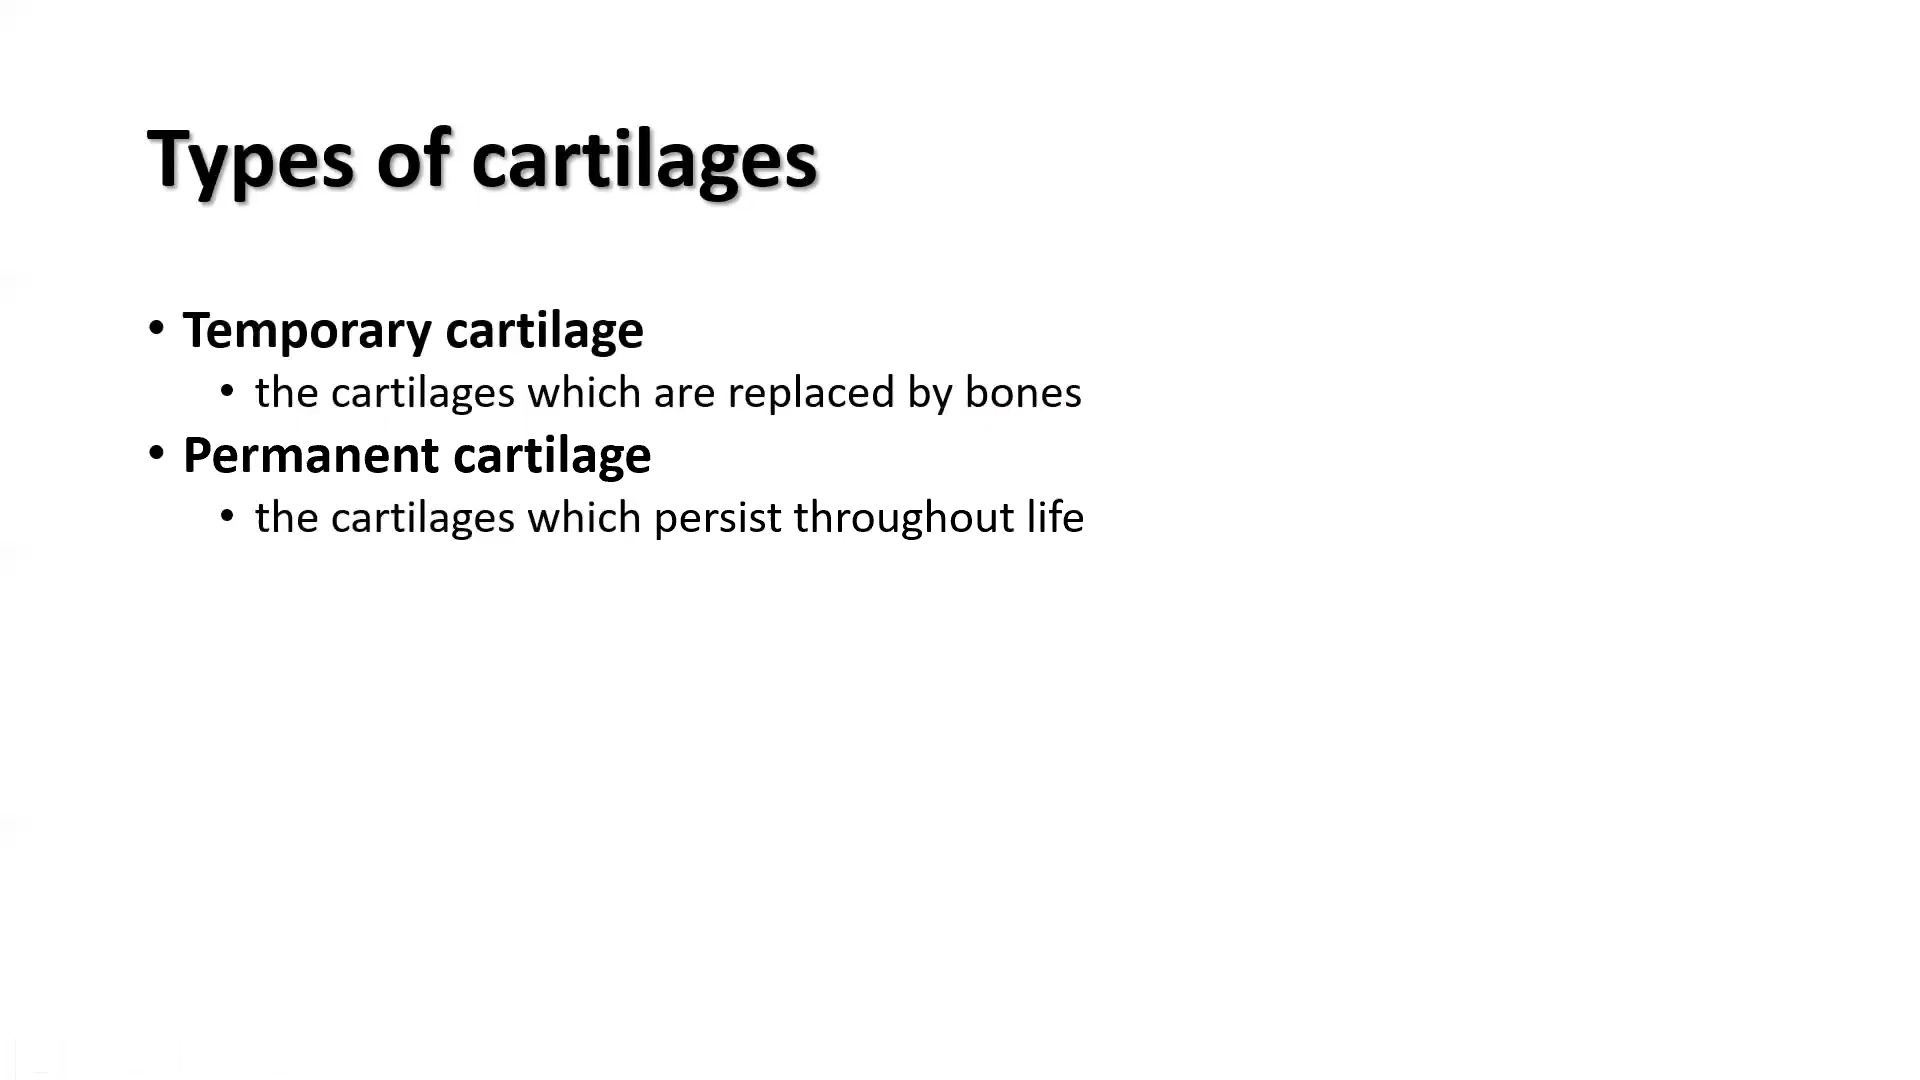 Types of cartilages
• Temporary cartilage
• the cartilages which are replaced by bones
• Permanent cartilage
• the cartilages which persist throughout life